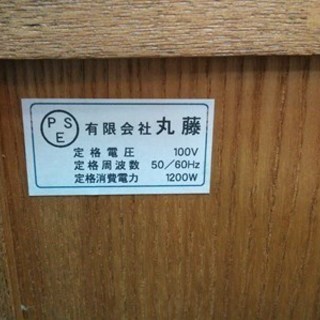 PSE 有限会社 丸藤
定格電圧 100V
定格周波数 50/60Hz
定格消費電力 1200W